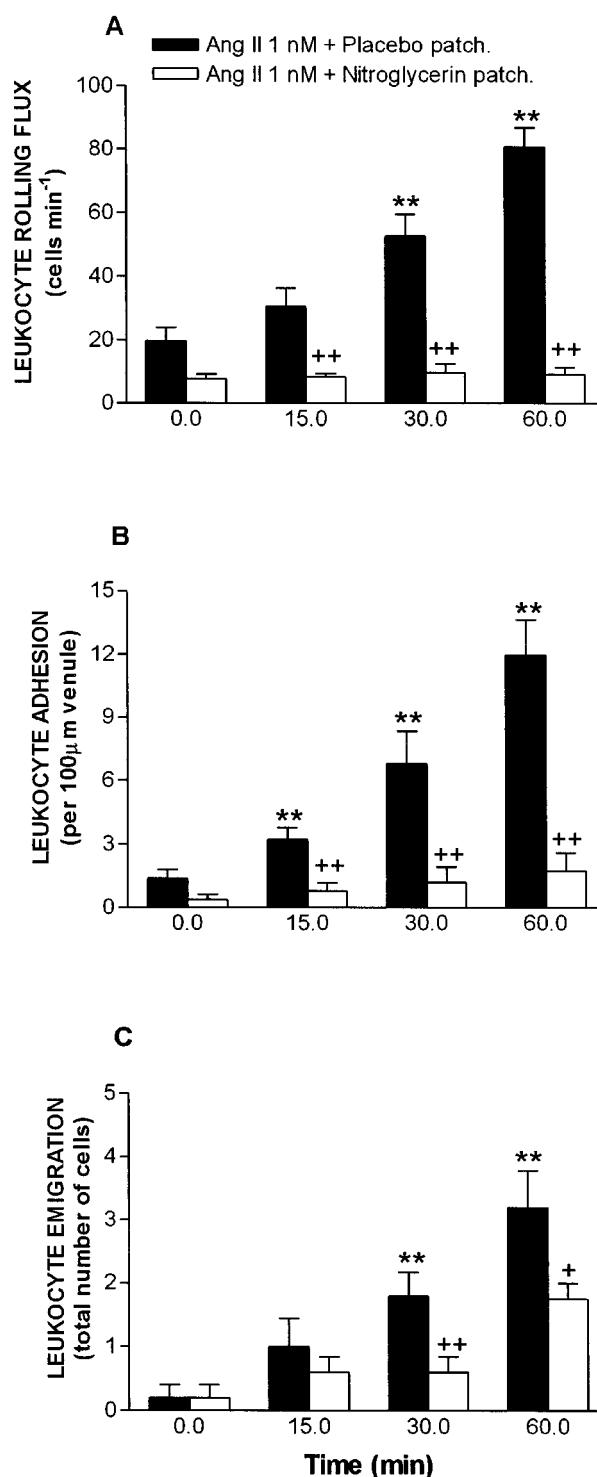 A
Ang II 1 nM + Placebo patch.
Ang II 1 nM + Nitroglycerin patch.
LEUKOCYTE ROLLING FLUX
(cells min⁻¹)
100
80
60
40
20
0
**
**
++
++
++
0.0 15.0 30.0 60.0
B
LEUKOCYTE ADHESION
(per 100μm venule)
15
12
9
6
3
0
**
**
**
++
++
++
0.0 15.0 30.0 60.0
C
LEUKOCYTE EMIGRATION
(total number of cells)
5
4
3
2
1
0
**
**
++
+
0.0 15.0 30.0 60.0
Time (min)